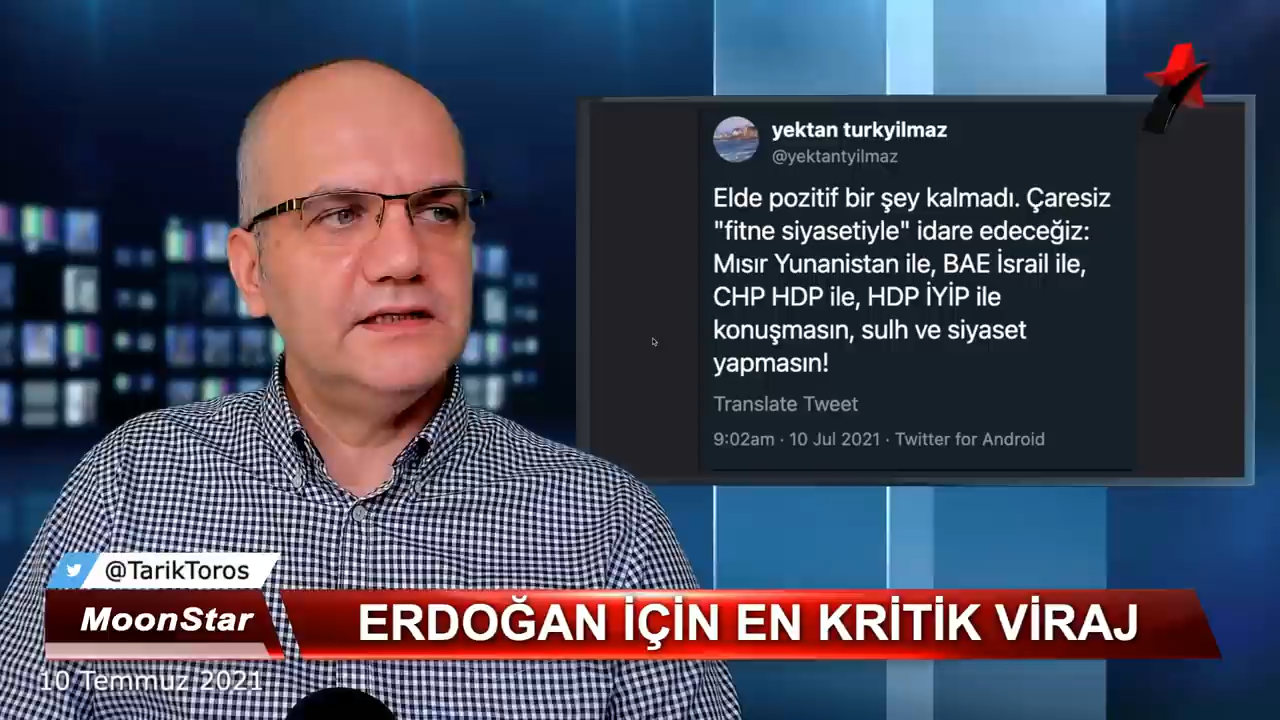 yektan turkyilmaz
@yektantyilmaz
Elde pozitif bir şey kalmadı. Çaresiz
"fitne siyasetiyle" idare edeceğiz:
Mısır Yunanistan ile, BAE İsrail ile,
CHP HDP ile, HDP İYİP ile
konuşmasın, sulh ve siyaset
yapmasın!
Translate Tweet
9:02am · 10 Jul 2021 · Twitter for Android
@TarikToros
MoonStar
ERDOĞAN İÇİN EN KRİTİK VİRAJ
10 Temmuz 2021